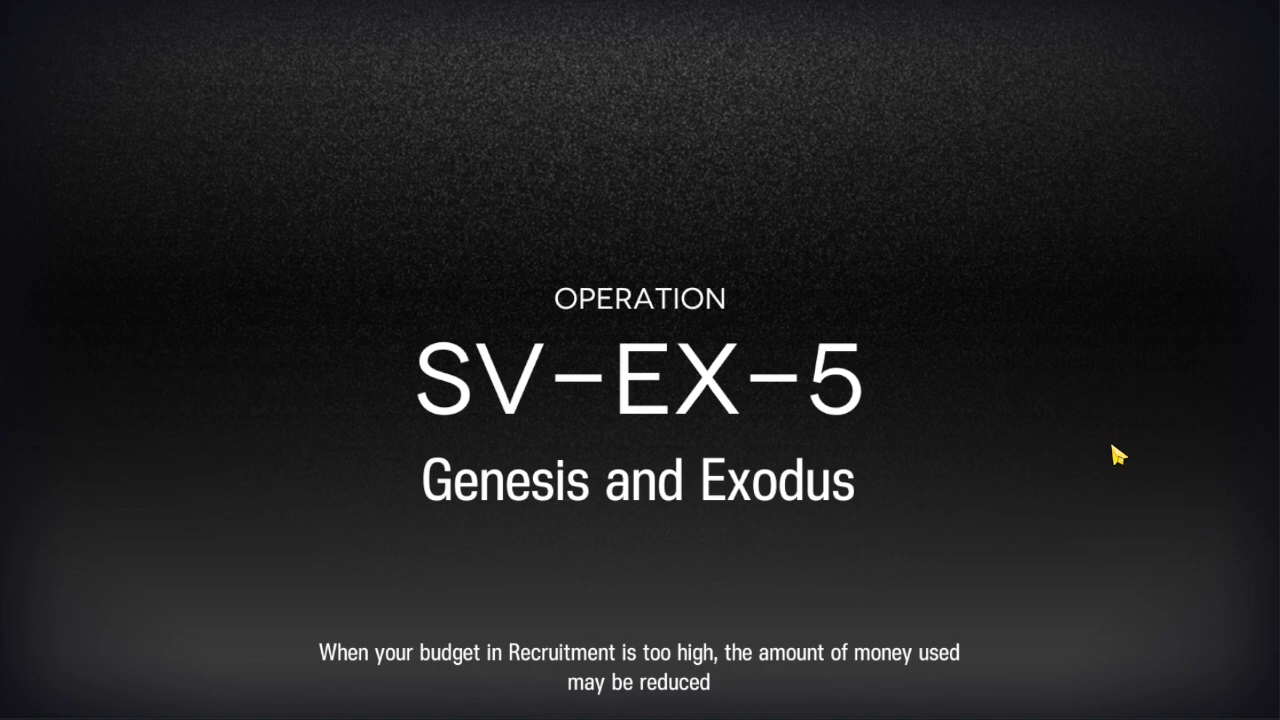 OPERATION
SV-EX-5
Genesis and Exodus
When your budget in Recruitment is too high, the amount of money used
may be reduced